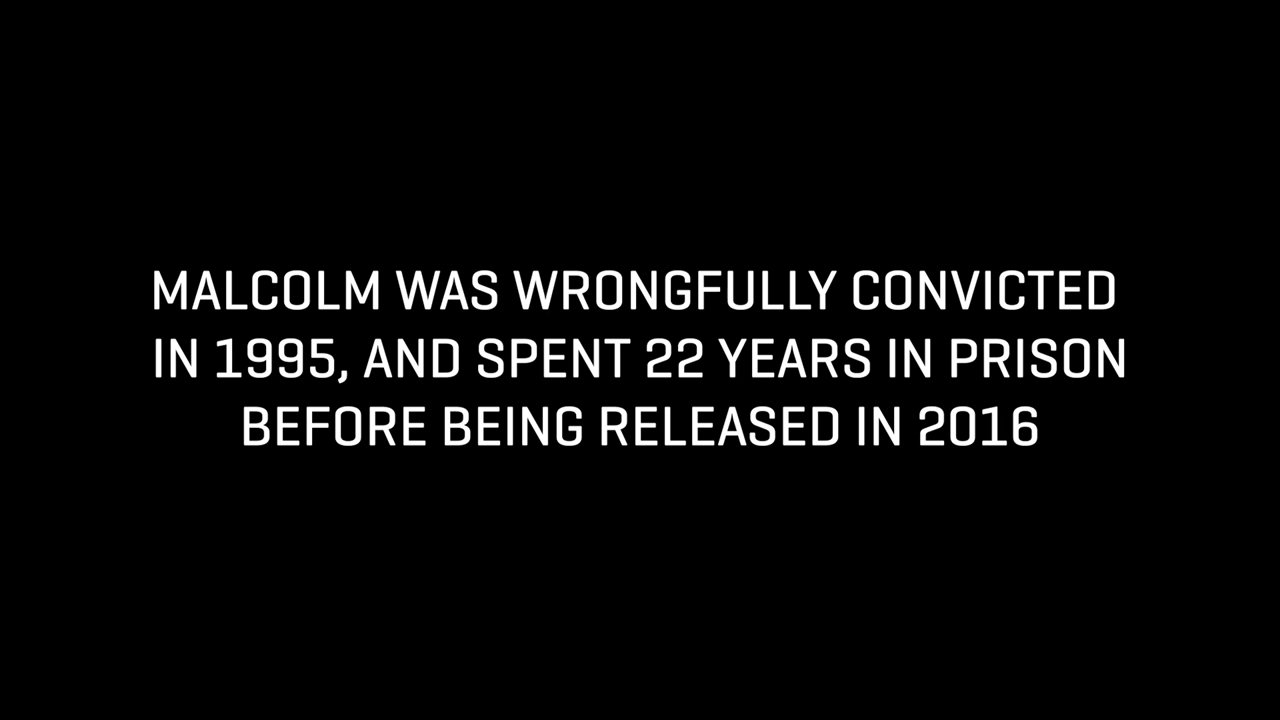 MALCOLM WAS WRONGFULLY CONVICTED
IN 1995, AND SPENT 22 YEARS IN PRISON
BEFORE BEING RELEASED IN 2016